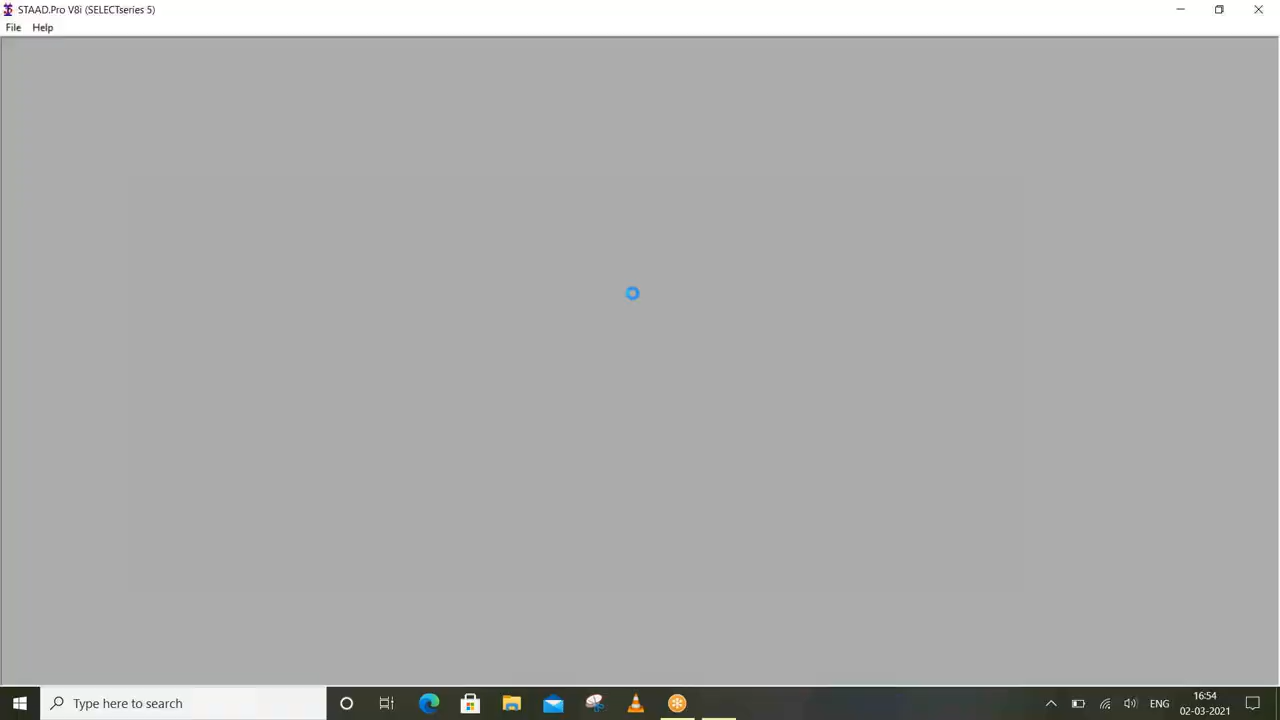 STAAD.Pro V8i (SELECTseries 5)
File Help
Type here to search
ENG
16:54
02-03-2021